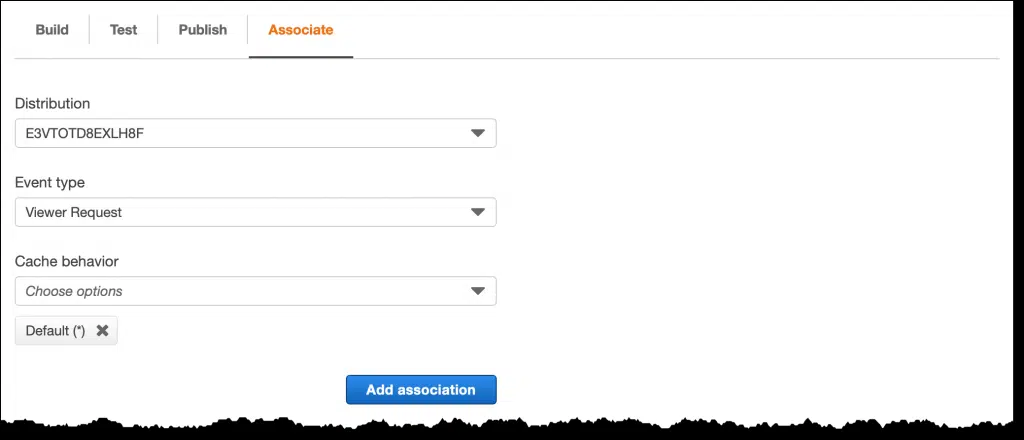 Build Test Publish Associate
Distribution
E3VTOTD8EXLH8F
Event type
Viewer Request
Cache behavior
Choose options
Default (*)
Add association